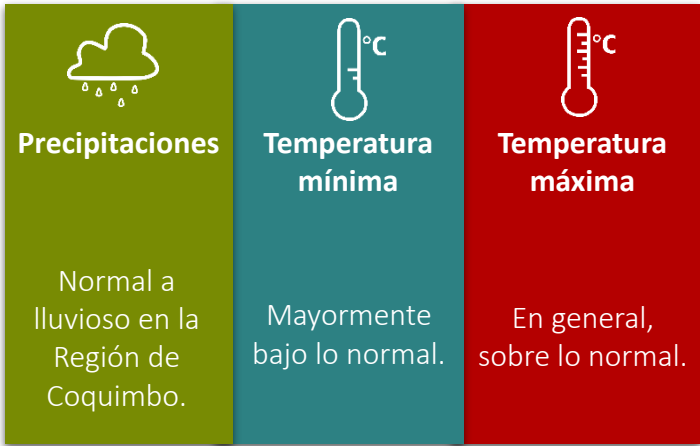 Precipitaciones
Normal a
lluvioso en la
Región de
Coquimbo.
°C
Temperatura
mínima
Mayormente
bajo lo normal.
°C
Temperatura
máxima
En general,
sobre lo normal.